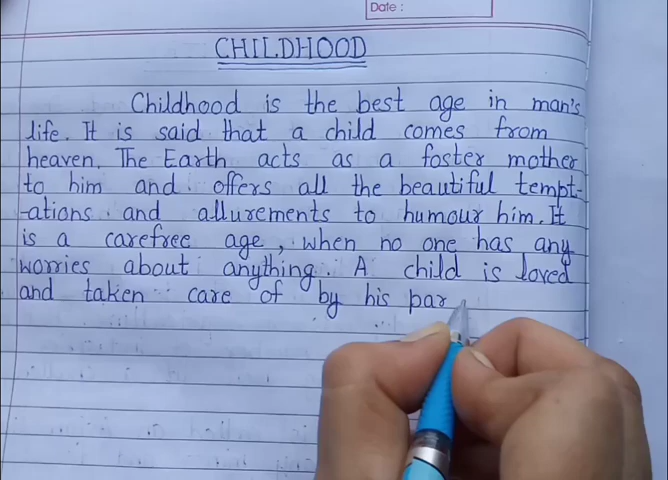 Date :
CHILDHOOD
Childhood is the best age in man's
life. It is said that a child comes from
heaven. The Earth acts as a foster mother
to him and offers all the beautiful tempt-
-ations and allurements to humour him. It
is a carefree age, when no one has any
worries about anything. A child is loved
and taken care of by his par